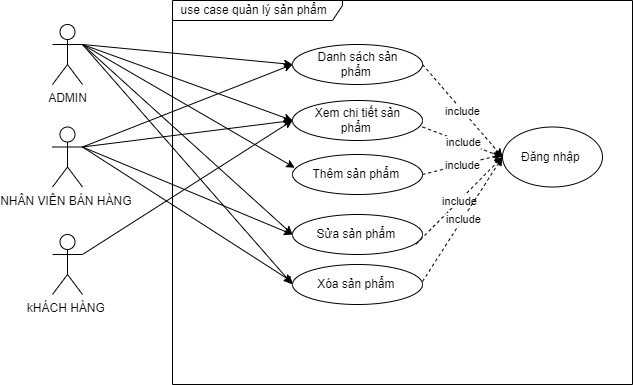 use case quản lý sản phẩm
ADMIN
NHÂN VIÊN BÁN HÀNG
kHÁCH HÀNG
Danh sách sản
phẩm
Xem chi tiết sản
phẩm
Thêm sản phẩm
Sửa sản phẩm
Xóa sản phẩm
include
include
include
include
include
Đăng nhập